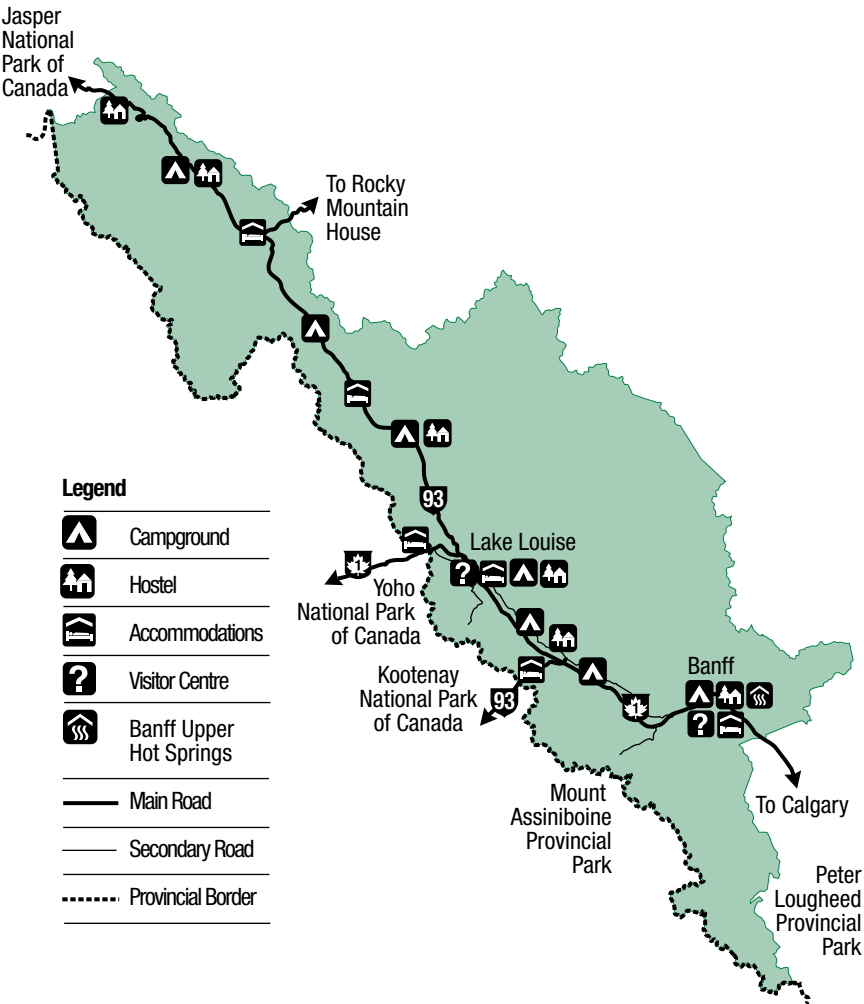 Jasper
National
Park of
Canada
To Rocky
Mountain
House
93
Lake Louise
?
1
Yoho
National Park
of Canada
Kootenay
National Park
of Canada
93
Banff
?
1
To Calgary
Mount
Assiniboine
Provincial
Park
Peter
Lougheed
Provincial
Park
Legend
Campground
Hostel
Accommodations
? Visitor Centre
Banff Upper
Hot Springs
Main Road
Secondary Road
Provincial Border